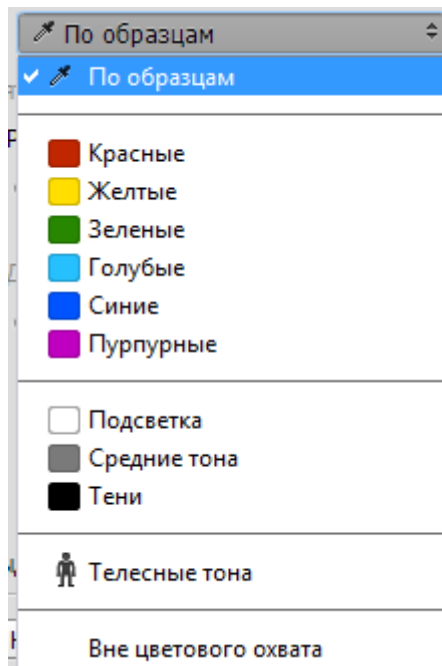 По образцам
По образцам
Красные
Желтые
Зеленые
Голубые
Синие
Пурпурные
Подсветка
Средние тона
Тени
Телесные тона
Вне цветового охвата